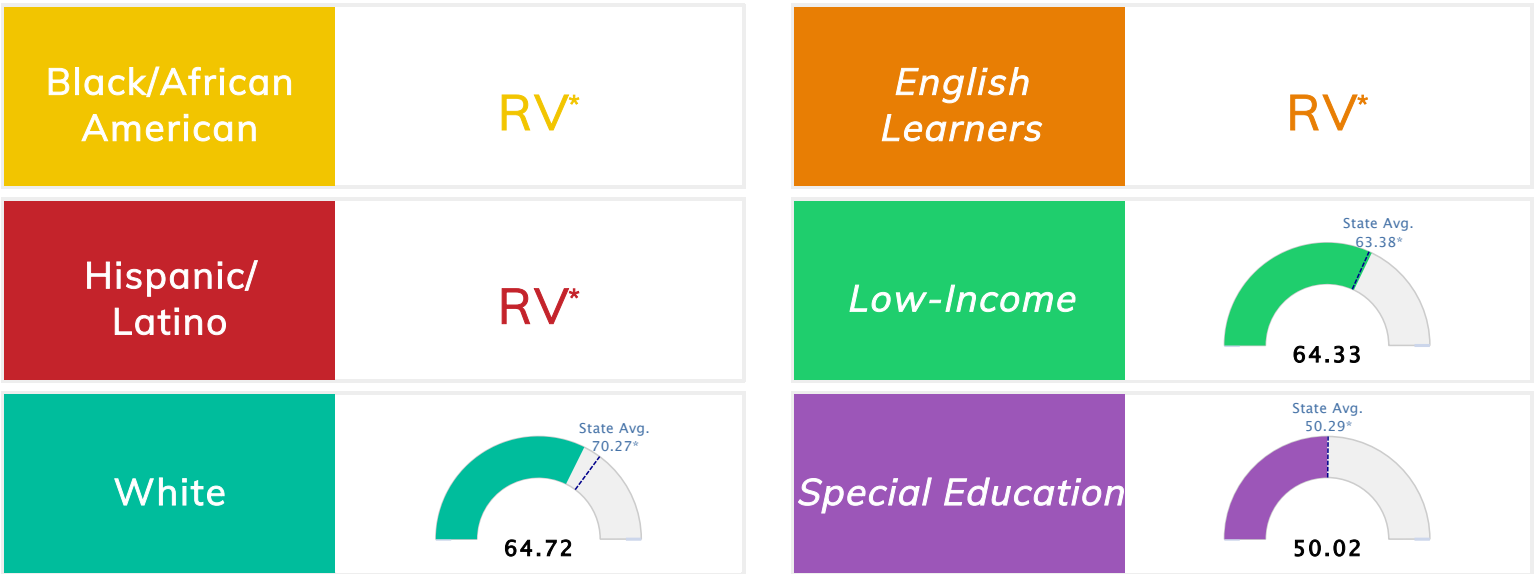 Black/African
American
RV*
English
Learners
RV*
Hispanic/
Latino
RV*
Low-Income
State Avg.
63.38*
64.33
White
State Avg.
70.27*
64.72
Special Education
State Avg.
50.29*
50.02